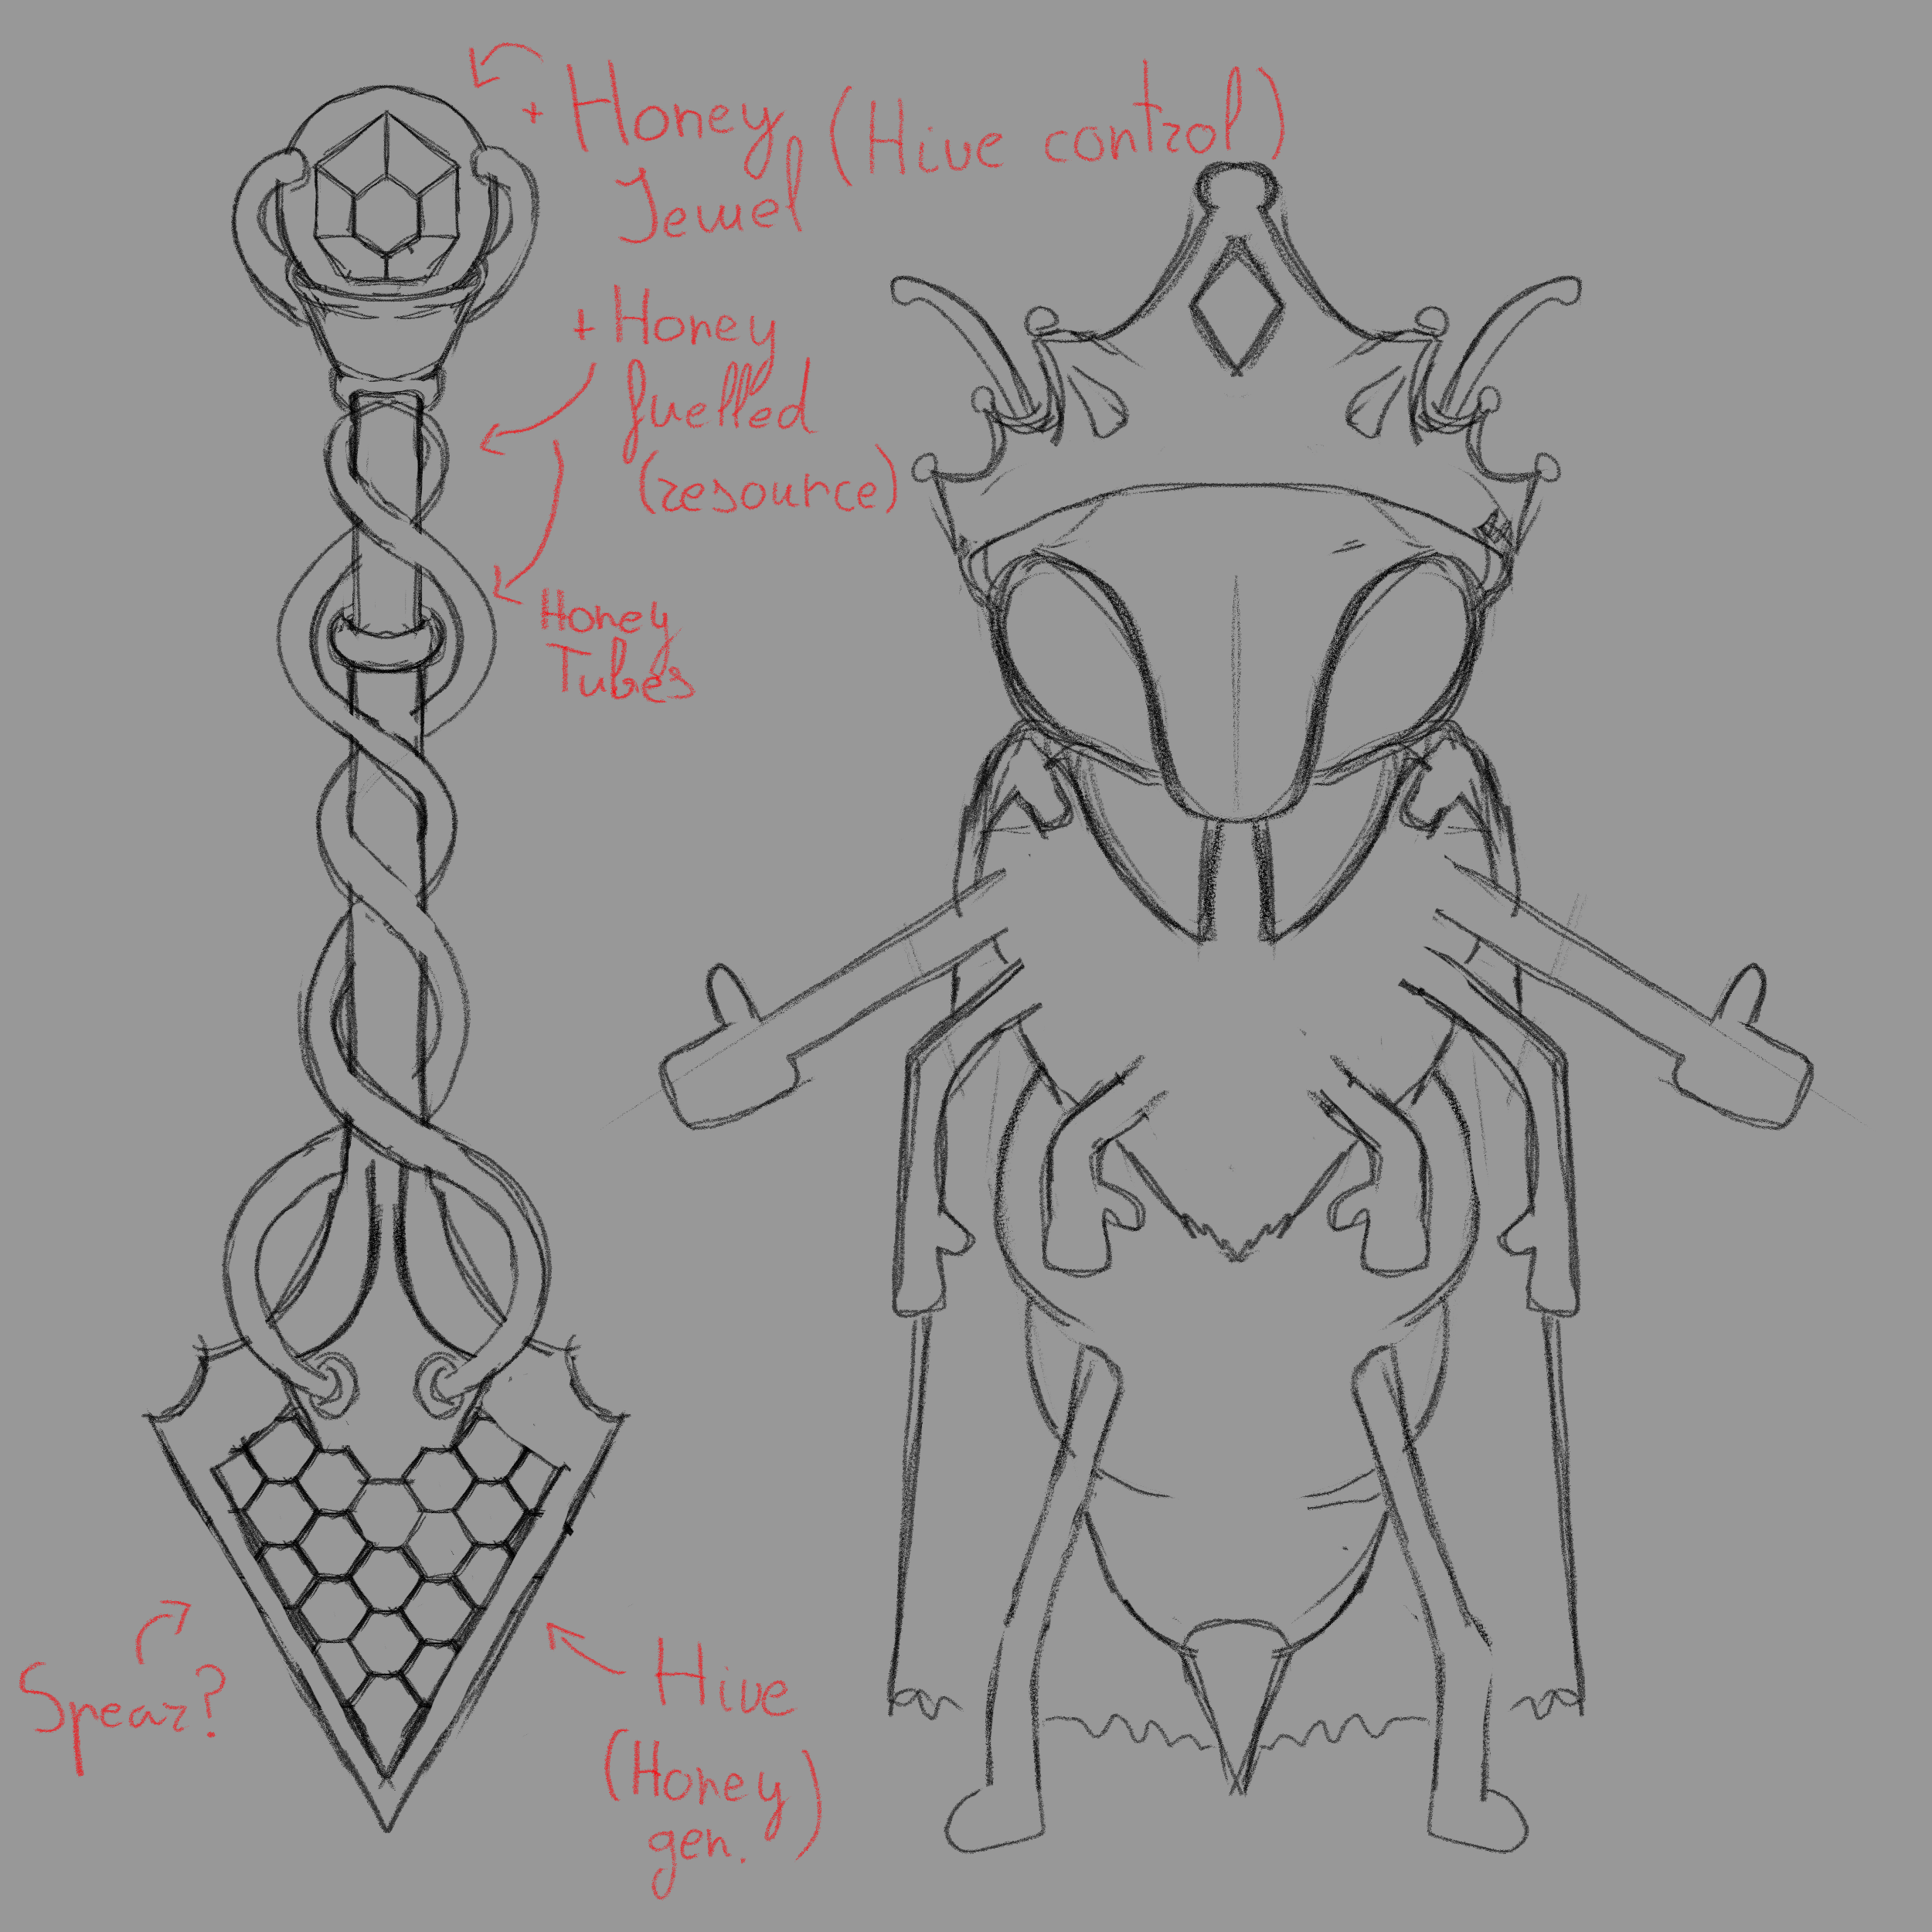 + Honey (Hive control)
Jewel
+ Honey
fuelled
(resource)
Honey
Tubes
Spear?
Hive
(Honey
gen.)